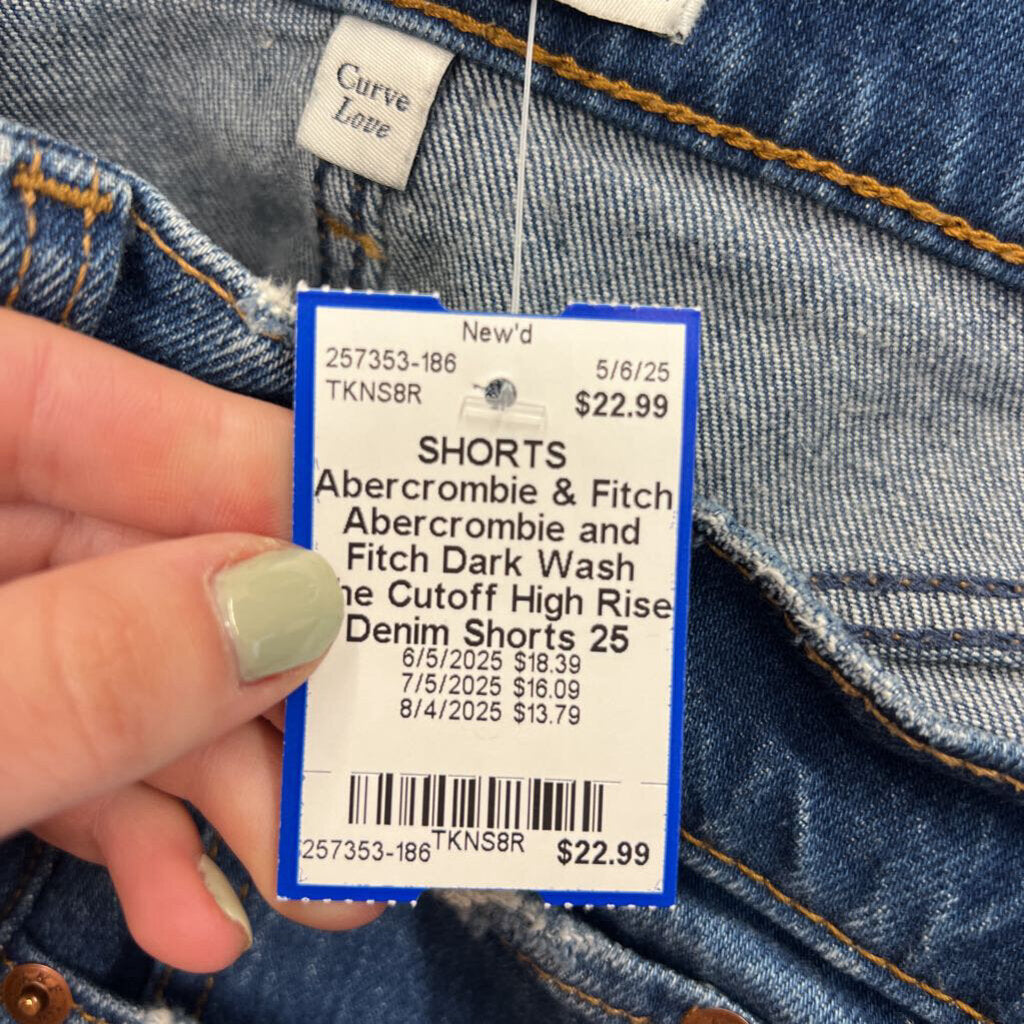 Curve
Love
New'd
257353-186 5/6/25
TKNS8R $22.99
SHORTS
Abercrombie & Fitch
Abercrombie and
Fitch Dark Wash
he Cutoff High Rise
Denim Shorts 25
6/5/2025 $18.39
7/5/2025 $16.09
8/4/2025 $13.79
257353-186 TKNS8R $22.99